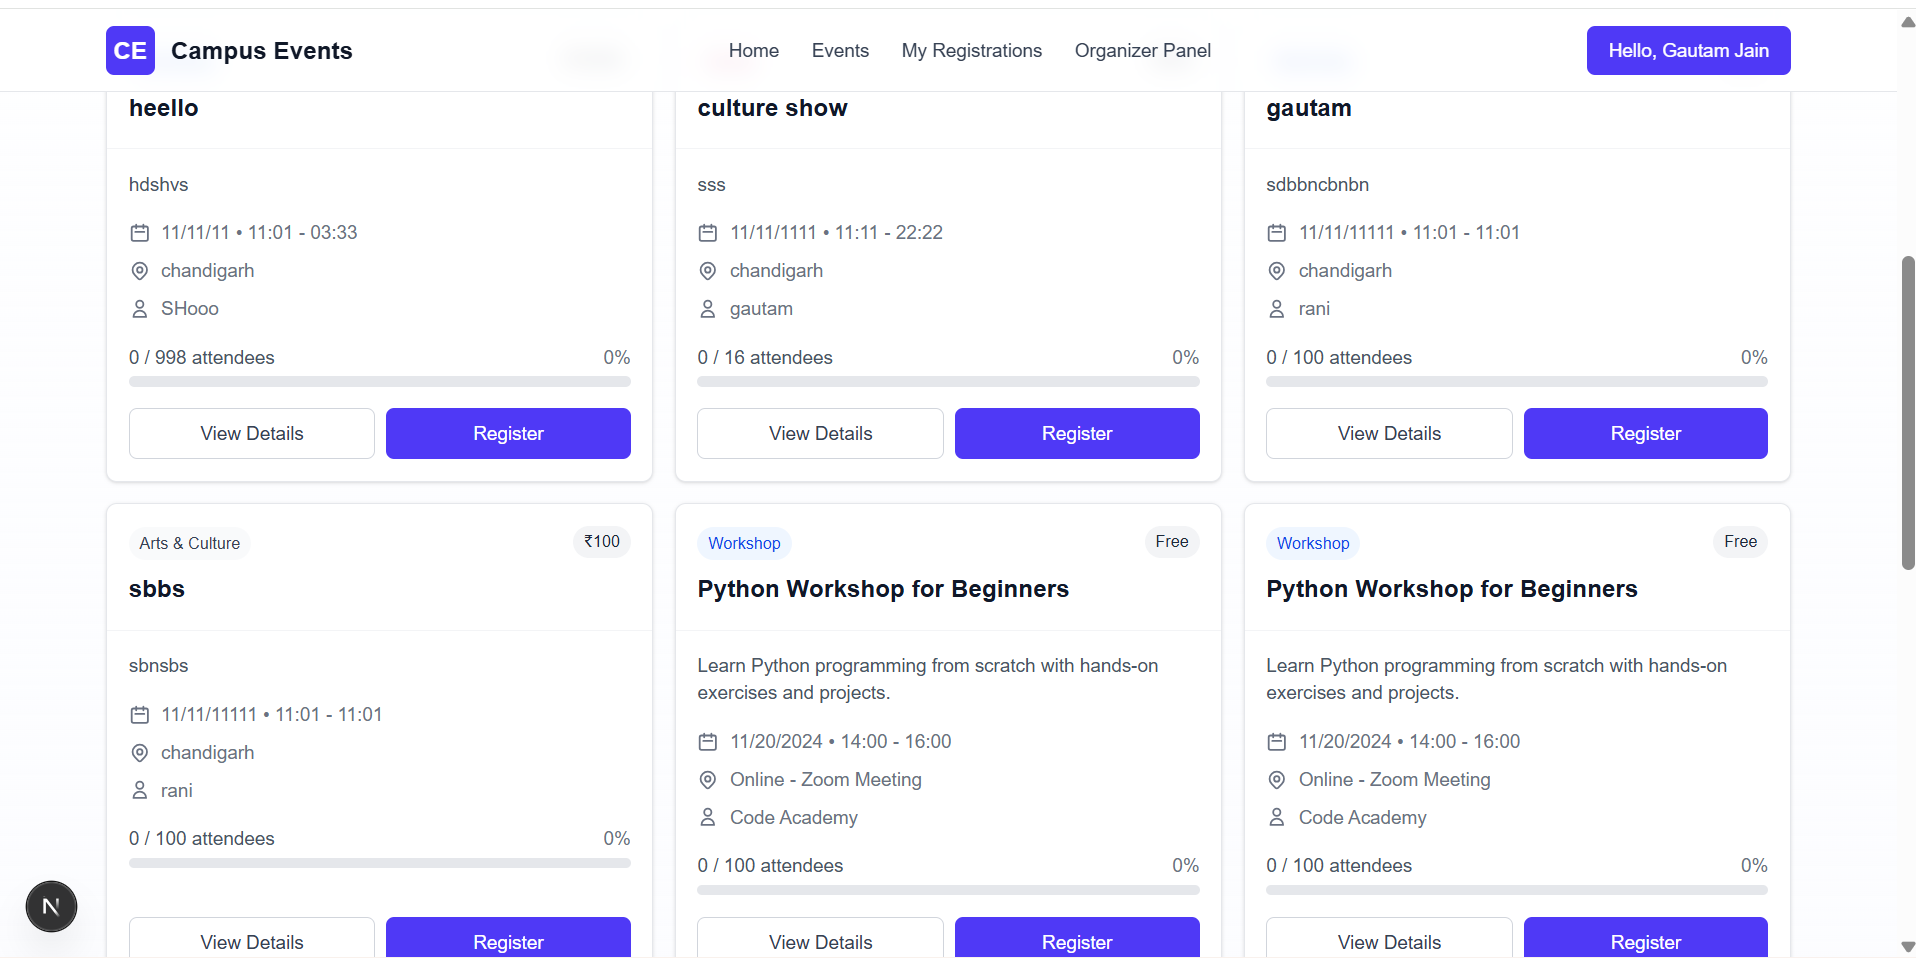 CE Campus Events Home Events My Registrations Organizer Panel Hello, Gautam Jain
heello
hdshvs
11/11/11 • 11:01 - 03:33
chandigarh
SHooo
0 / 998 attendees 0%
View Details Register
culture show
sss
11/11/1111 • 11:11 - 22:22
chandigarh
gautam
0 / 16 attendees 0%
View Details Register
gautam
sdbbncbnbn
11/11/11111 • 11:01 - 11:01
chandigarh
rani
0 / 100 attendees 0%
View Details Register
Arts & Culture ₹100
sbbs
sbnsbs
11/11/11111 • 11:01 - 11:01
chandigarh
rani
0 / 100 attendees 0%
View Details Register
Workshop Free
Python Workshop for Beginners
Learn Python programming from scratch with hands-on
exercises and projects.
11/20/2024 • 14:00 - 16:00
Online - Zoom Meeting
Code Academy
0 / 100 attendees 0%
View Details Register
Workshop Free
Python Workshop for Beginners
Learn Python programming from scratch with hands-on
exercises and projects.
11/20/2024 • 14:00 - 16:00
Online - Zoom Meeting
Code Academy
0 / 100 attendees 0%
View Details Register
N